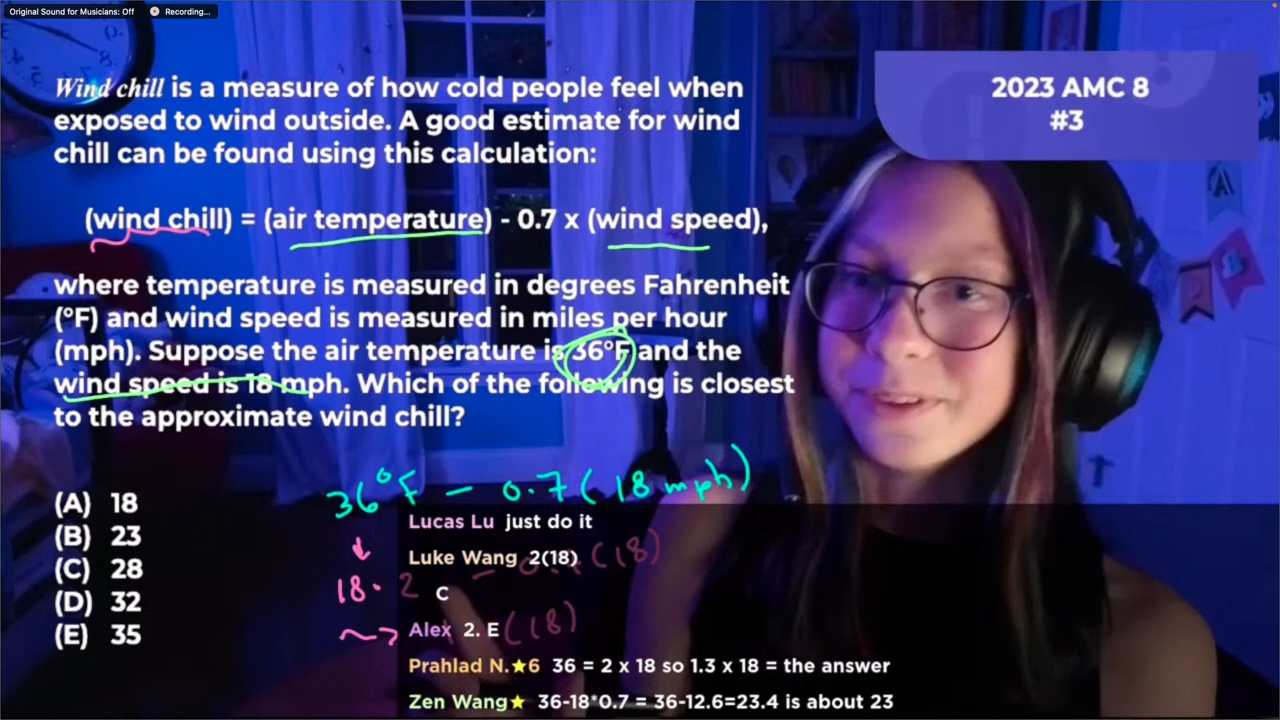 Original Sound for Musicians: Off Recording...
2023 AMC 8
#3
Wind chill is a measure of how cold people feel when
exposed to wind outside. A good estimate for wind
chill can be found using this calculation:
(wind chill) = (air temperature) - 0.7 x (wind speed),
where temperature is measured in degrees Fahrenheit
(°F) and wind speed is measured in miles per hour
(mph). Suppose the air temperature is 36°F and the
wind speed is 18 mph. Which of the following is closest
to the approximate wind chill?
(A) 18
(B) 23
(C) 28
(D) 32
(E) 35
36°F - 0.7 (18 mph)
18 · 2 - (18)
(18)
Lucas Lu just do it
Luke Wang 2(18)
C
Alex 2. E
Prahlad N.★6 36 = 2 x 18 so 1.3 x 18 = the answer
Zen Wang★ 36-18*0.7 = 36-12.6=23.4 is about 23